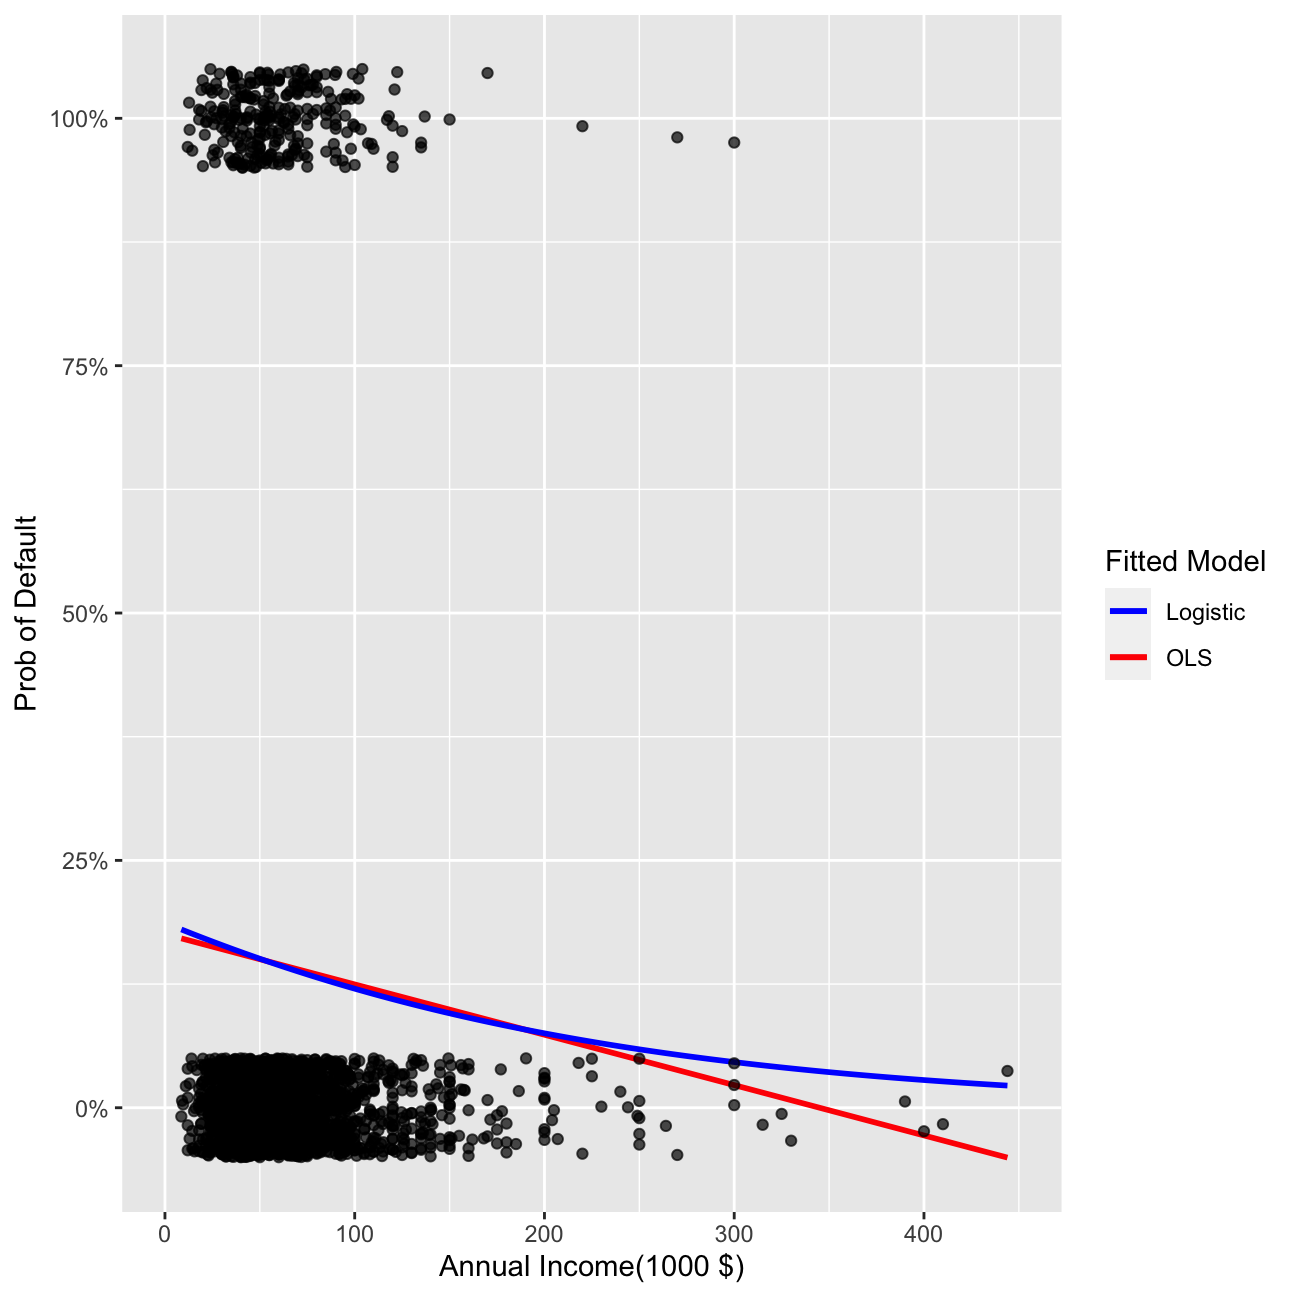 100%
75%
50%
25%
0%
0 100 200 300 400
Prob of Default
Annual Income(1000 $)
Fitted Model
Logistic
OLS